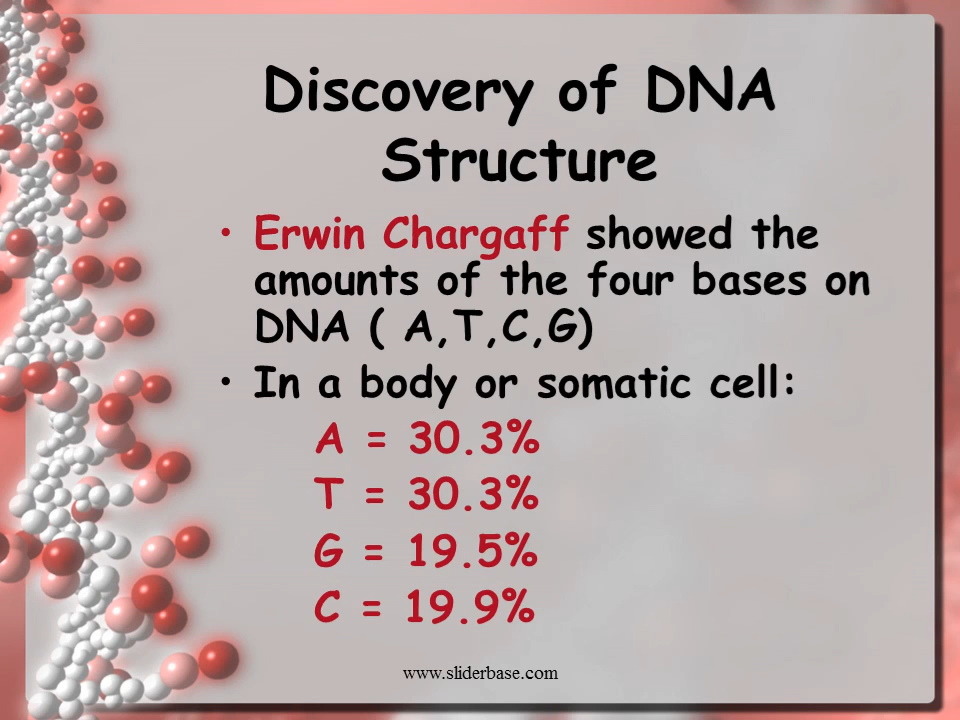 Discovery of DNA
Structure
• Erwin Chargaff showed the
amounts of the four bases on
DNA ( A,T,C,G)
• In a body or somatic cell:
A = 30.3%
T = 30.3%
G = 19.5%
C = 19.9%
www.sliderbase.com